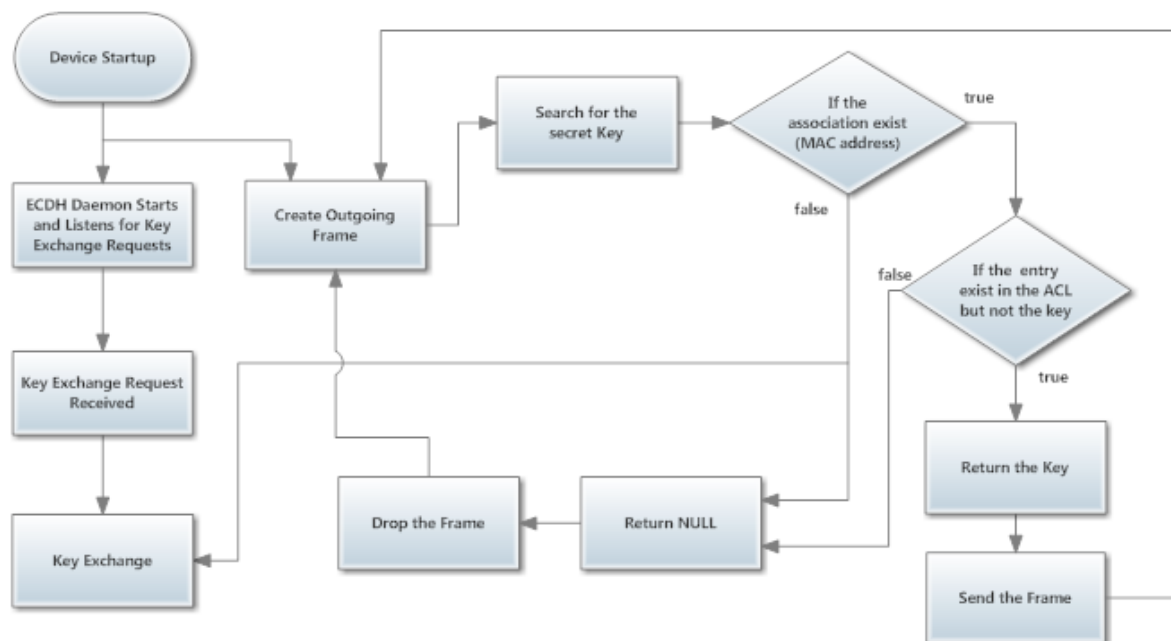 Device Startup
ECDH Daemon Starts
and Listens for Key
Exchange Requests
Key Exchange Request
Received
Key Exchange
Create Outgoing
Frame
Search for the
secret Key
If the
association exist
(MAC address)
true
false
If the entry
exist in the ACL
but not the key
false
true
Return the Key
Send the Frame
Return NULL
Drop the Frame